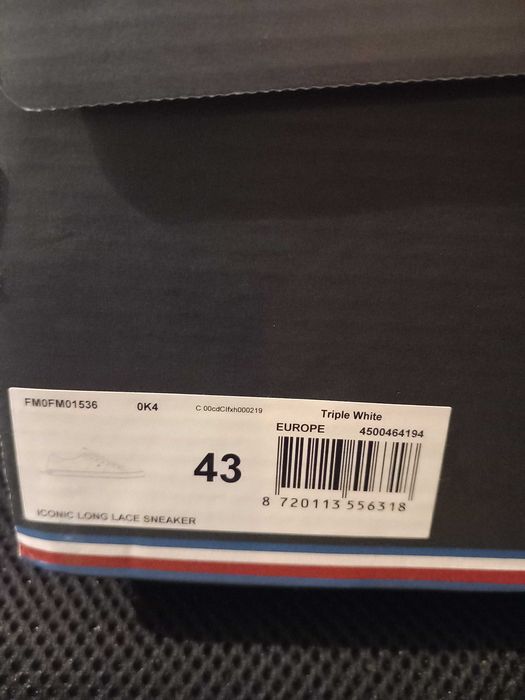 FM0FM01536 0K4 C 00cdClfxh000219 Triple White
EUROPE 4500464194
43
8 720113 556318
ICONIC LONG LACE SNEAKER